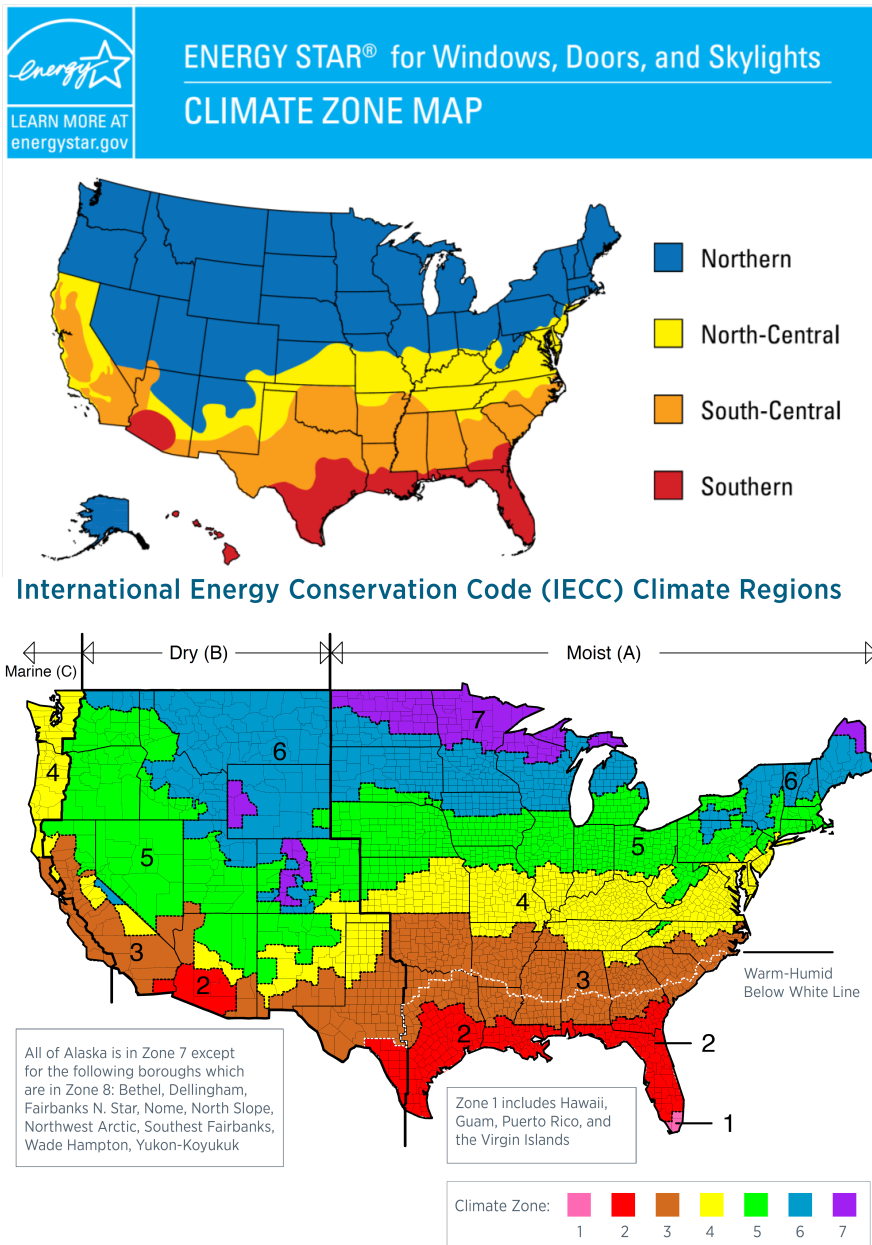 energy
LEARN MORE AT
energystar.gov
ENERGY STAR® for Windows, Doors, and Skylights
CLIMATE ZONE MAP
Northern
North-Central
South-Central
Southern
International Energy Conservation Code (IECC) Climate Regions
Marine (C)
Dry (B)
Moist (A)
7
6
6
4
5
5
4
3
3
2
2
Warm-Humid
Below White Line
2
1
All of Alaska is in Zone 7 except
for the following boroughs which
are in Zone 8: Bethel, Dellingham,
Fairbanks N. Star, Nome, North Slope,
Northwest Arctic, Southest Fairbanks,
Wade Hampton, Yukon-Koyukuk
Zone 1 includes Hawaii,
Guam, Puerto Rico, and
the Virgin Islands
Climate Zone:
1 2 3 4 5 6 7